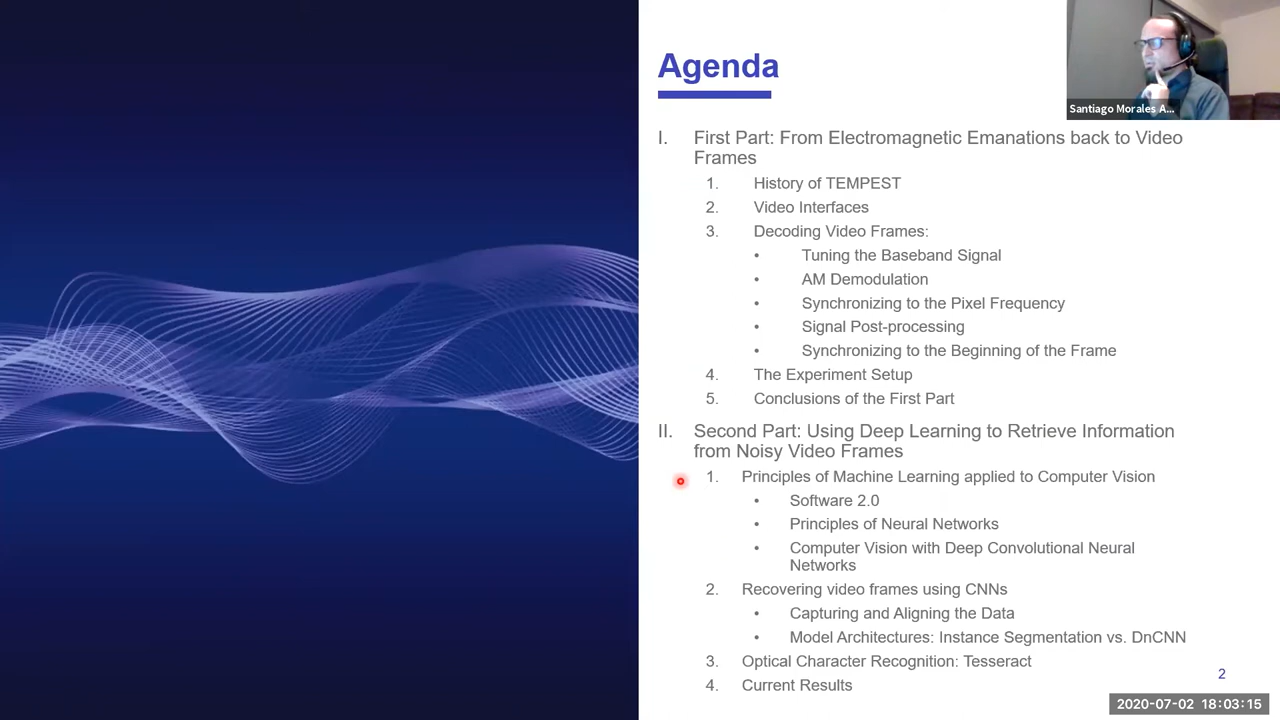 Agenda
Santiago Morales A...
I. First Part: From Electromagnetic Emanations back to Video
Frames
1. History of TEMPEST
2. Video Interfaces
3. Decoding Video Frames:
• Tuning the Baseband Signal
• AM Demodulation
• Synchronizing to the Pixel Frequency
• Signal Post-processing
• Synchronizing to the Beginning of the Frame
4. The Experiment Setup
5. Conclusions of the First Part
II. Second Part: Using Deep Learning to Retrieve Information
from Noisy Video Frames
1. Principles of Machine Learning applied to Computer Vision
• Software 2.0
• Principles of Neural Networks
• Computer Vision with Deep Convolutional Neural
Networks
2. Recovering video frames using CNNs
• Capturing and Aligning the Data
• Model Architectures: Instance Segmentation vs. DnCNN
3. Optical Character Recognition: Tesseract
4. Current Results
2
2020-07-02 18:03:15